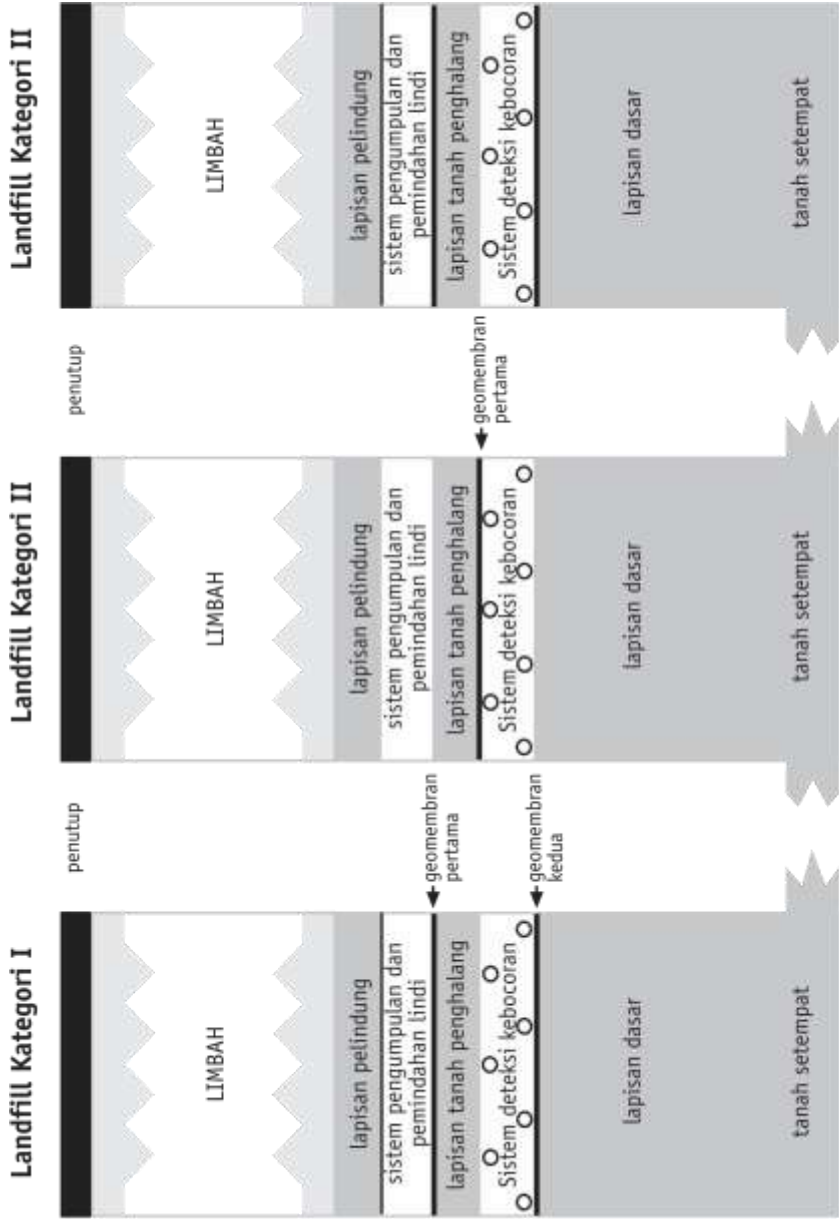 Landfill Kategori I
LIMBAH
lapisan pelindung
sistem pengumpulan dan
pemindahan lindi
lapisan tanah penghalang
Sistem deteksi kebocoran
lapisan dasar
tanah setempat
penutup
geomembran
pertama
geomembran
kedua
Landfill Kategori II
LIMBAH
lapisan pelindung
sistem pengumpulan dan
pemindahan lindi
lapisan tanah penghalang
Sistem deteksi kebocoran
lapisan dasar
tanah setempat
penutup
geomembran
pertama
Landfill Kategori II
LIMBAH
lapisan pelindung
sistem pengumpulan dan
pemindahan lindi
lapisan tanah penghalang
Sistem deteksi kebocoran
lapisan dasar
tanah setempat